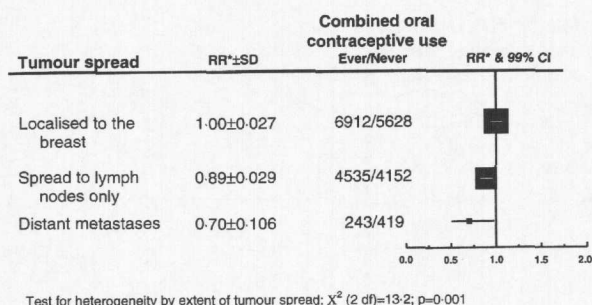 Combined oral
contraceptive use
Tumour spread RR*±SD Ever/Never RR* & 99% CI
Localised to the 1·00±0·027 6912/5628
breast
Spread to lymph 0·89±0·029 4535/4152
nodes only
Distant metastases 0·70±0·106 243/419
0.0 0.5 1.0 1.5 2.0
Test for heterogeneity by extent of tumour spread: X² (2 df)=13·2; p=0·001